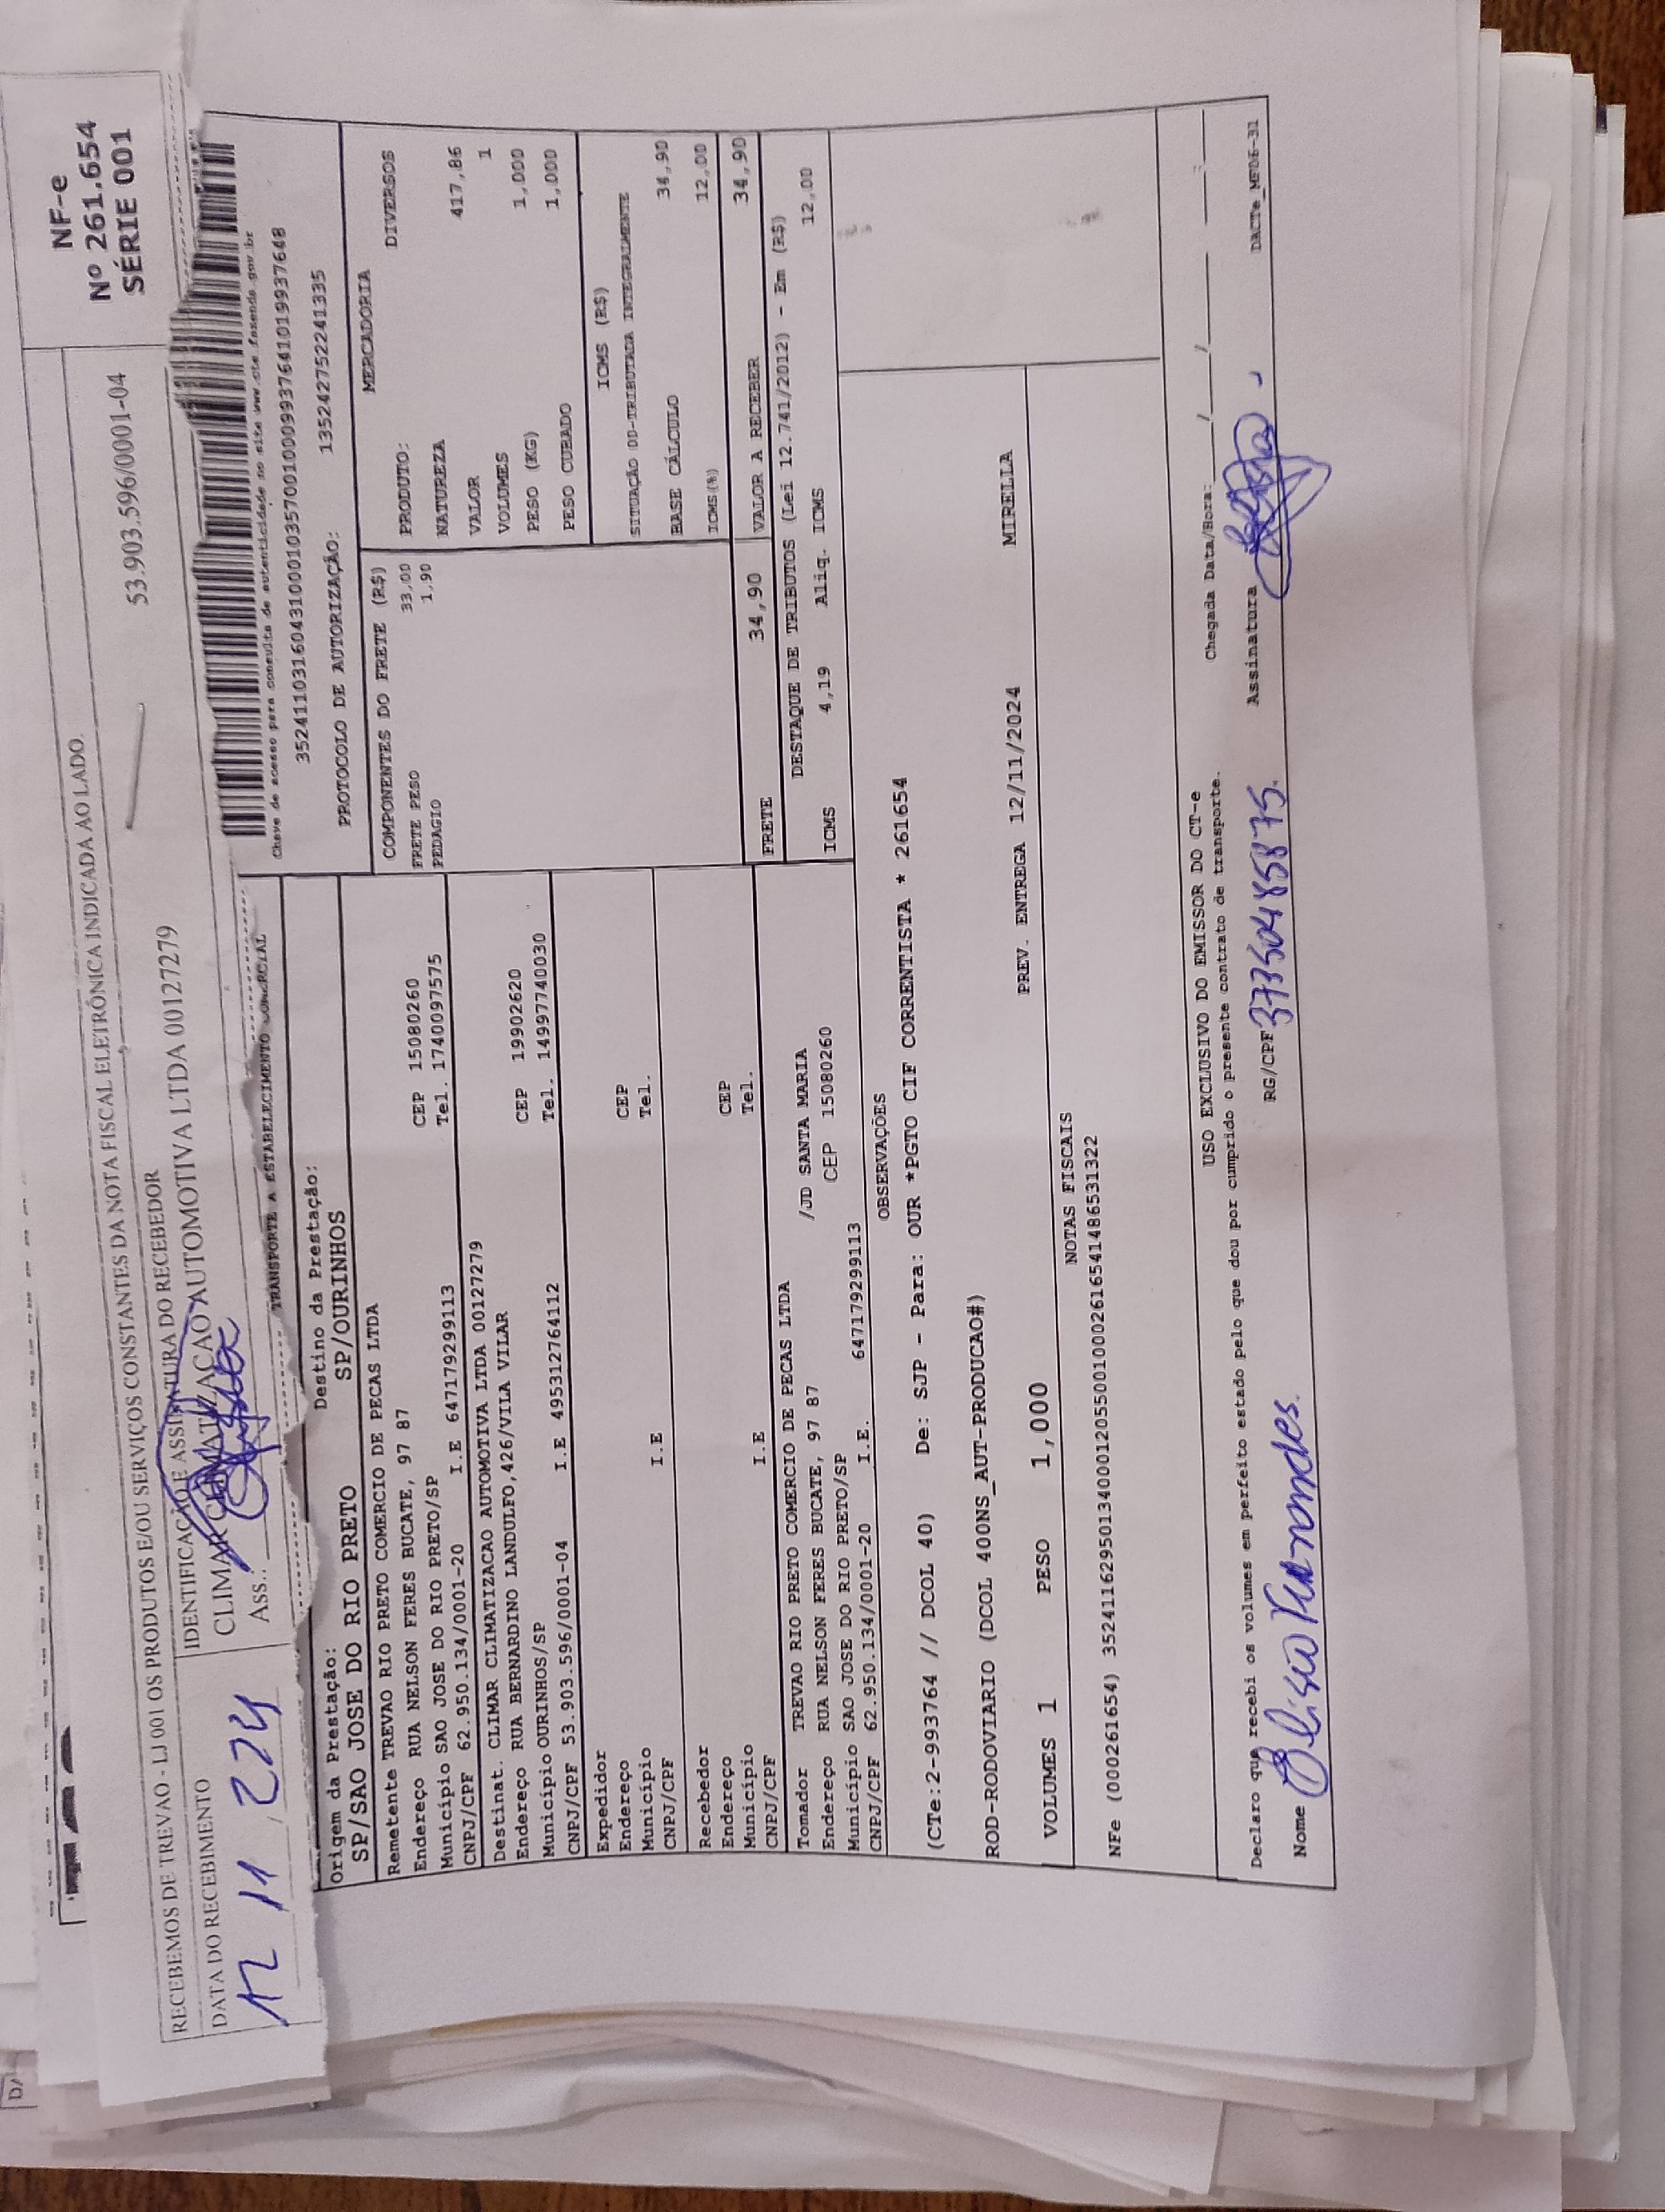 NF-e
Nº 261.654
SÉRIE 001
RECEBEMOS DE TREVAO - LJ 001 OS PRODUTOS E/OU SERVIÇOS CONSTANTES DA NOTA FISCAL ELETRÔNICA INDICADA AO LADO.
DATA DO RECEBIMENTO
12 11 224
IDENTIFICAÇÃO E ASSINATURA DO RECEBEDOR
CLIMAR CLIMATIZACAO AUTOMOTIVA LTDA 00127279
53.903.596/0001-04
Ass.:
TRANSPORTE A ESTABELECIMENTO COMERCIAL
Chave de acesso para consulta de autenticidade no site www.cte.fazenda.gov.br
35241103160431000103570010009937641019937648
PROTOCOLO DE AUTORIZAÇÃO: 135242752241335
Origem da Prestação:
SP/SAO JOSE DO RIO PRETO
Destino da Prestação:
SP/OURINHOS
Remetente TREVAO RIO PRETO COMERCIO DE PECAS LTDA
Endereço RUA NELSON FERES BUCATE, 97 87 CEP 15080260
Município SAO JOSE DO RIO PRETO/SP Tel. 1740097575
CNPJ/CPF 62.950.134/0001-20 I.E 647179299113
Destinat. CLIMAR CLIMATIZACAO AUTOMOTIVA LTDA 00127279
Endereço RUA BERNARDINO LANDULFO,426/VILA VILAR CEP 19902620
Município OURINHOS/SP Tel. 14997740030
CNPJ/CPF 53.903.596/0001-04 I.E 495312764112
Expedidor
Endereço CEP
Município Tel.
CNPJ/CPF I.E
Recebedor
Endereço CEP
Município Tel.
CNPJ/CPF I.E
Tomador TREVAO RIO PRETO COMERCIO DE PECAS LTDA
Endereço RUA NELSON FERES BUCATE, 97 87 /JD SANTA MARIA
Município SAO JOSE DO RIO PRETO/SP CEP 15080260
CNPJ/CPF 62.950.134/0001-20 I.E. 647179299113
COMPONENTES DO FRETE (R$)
FRETE PESO 33,00
PEDAGIO 1,90
MERCADORIA
PRODUTO: DIVERSOS
NATUREZA
VALOR 417,86
VOLUMES 1
PESO (KG) 1,000
PESO CUBADO 1,000
ICMS (R$)
SITUAÇÃO 00-TRIBUTADA INTEGRALMENTE
BASE CÁLCULO 34,90
ICMS(%) 12,00
FRETE 34,90 VALOR A RECEBER 34,90
DESTAQUE DE TRIBUTOS (Lei 12.741/2012) - Em (R$)
ICMS 4,19 Aliq. ICMS 12,00
OBSERVAÇÕES
(CTe:2-993764 // DCOL 40) De: SJP - Para: OUR *PGTO CIF CORRENTISTA * 261654
ROD-RODOVIARIO (DCOL 400NS_AUT-PRODUCAO#) PREV. ENTREGA 12/11/2024 MIRELLA
VOLUMES 1 PESO 1,000
NOTAS FISCAIS
NFe (000261654) 35241162950134000120550010002616541486531322
USO EXCLUSIVO DO EMISSOR DO CT-e
Declaro que recebi os volumes em perfeito estado pelo que dou por cumprido o presente contrato de transporte.
Chegada Data/Hora: / / :
Nome Elisio Fernandes. RG/CPF 37350485875. Assinatura
DACTe_MFDE-31